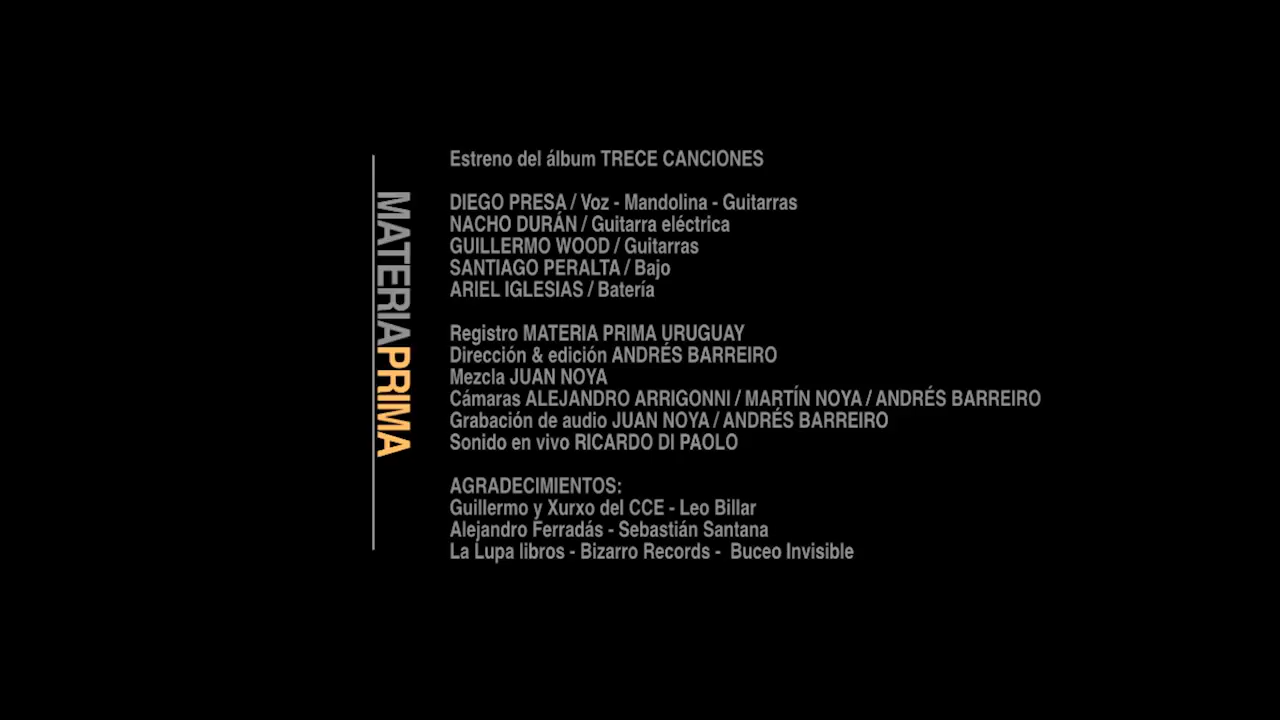 MATERIAPRIMA
Estreno del álbum TRECE CANCIONES
DIEGO PRESA / Voz - Mandolina - Guitarras
NACHO DURÁN / Guitarra eléctrica
GUILLERMO WOOD / Guitarras
SANTIAGO PERALTA / Bajo
ARIEL IGLESIAS / Batería
Registro MATERIA PRIMA URUGUAY
Dirección & edición ANDRÉS BARREIRO
Mezcla JUAN NOYA
Cámaras ALEJANDRO ARRIGONNI / MARTÍN NOYA / ANDRÉS BARREIRO
Grabación de audio JUAN NOYA / ANDRÉS BARREIRO
Sonido en vivo RICARDO DI PAOLO
AGRADECIMIENTOS:
Guillermo y Xurxo del CCE - Leo Billar
Alejandro Ferradás - Sebastián Santana
La Lupa libros - Bizarro Records -  Buceo Invisible